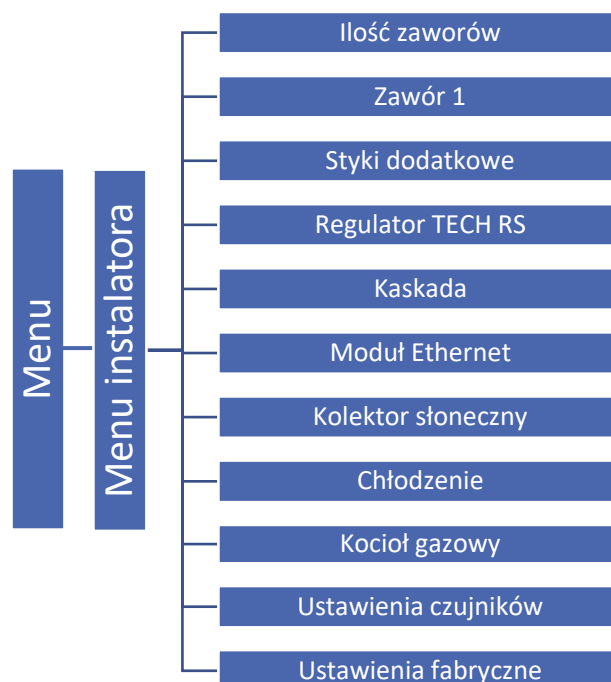 Menu
Menu instalatora
Ilość zaworów
Zawór 1
Styki dodatkowe
Regulator TECH RS
Kaskada
Moduł Ethernet
Kolektor słoneczny
Chłodzenie
Kocioł gazowy
Ustawienia czujników
Ustawienia fabryczne